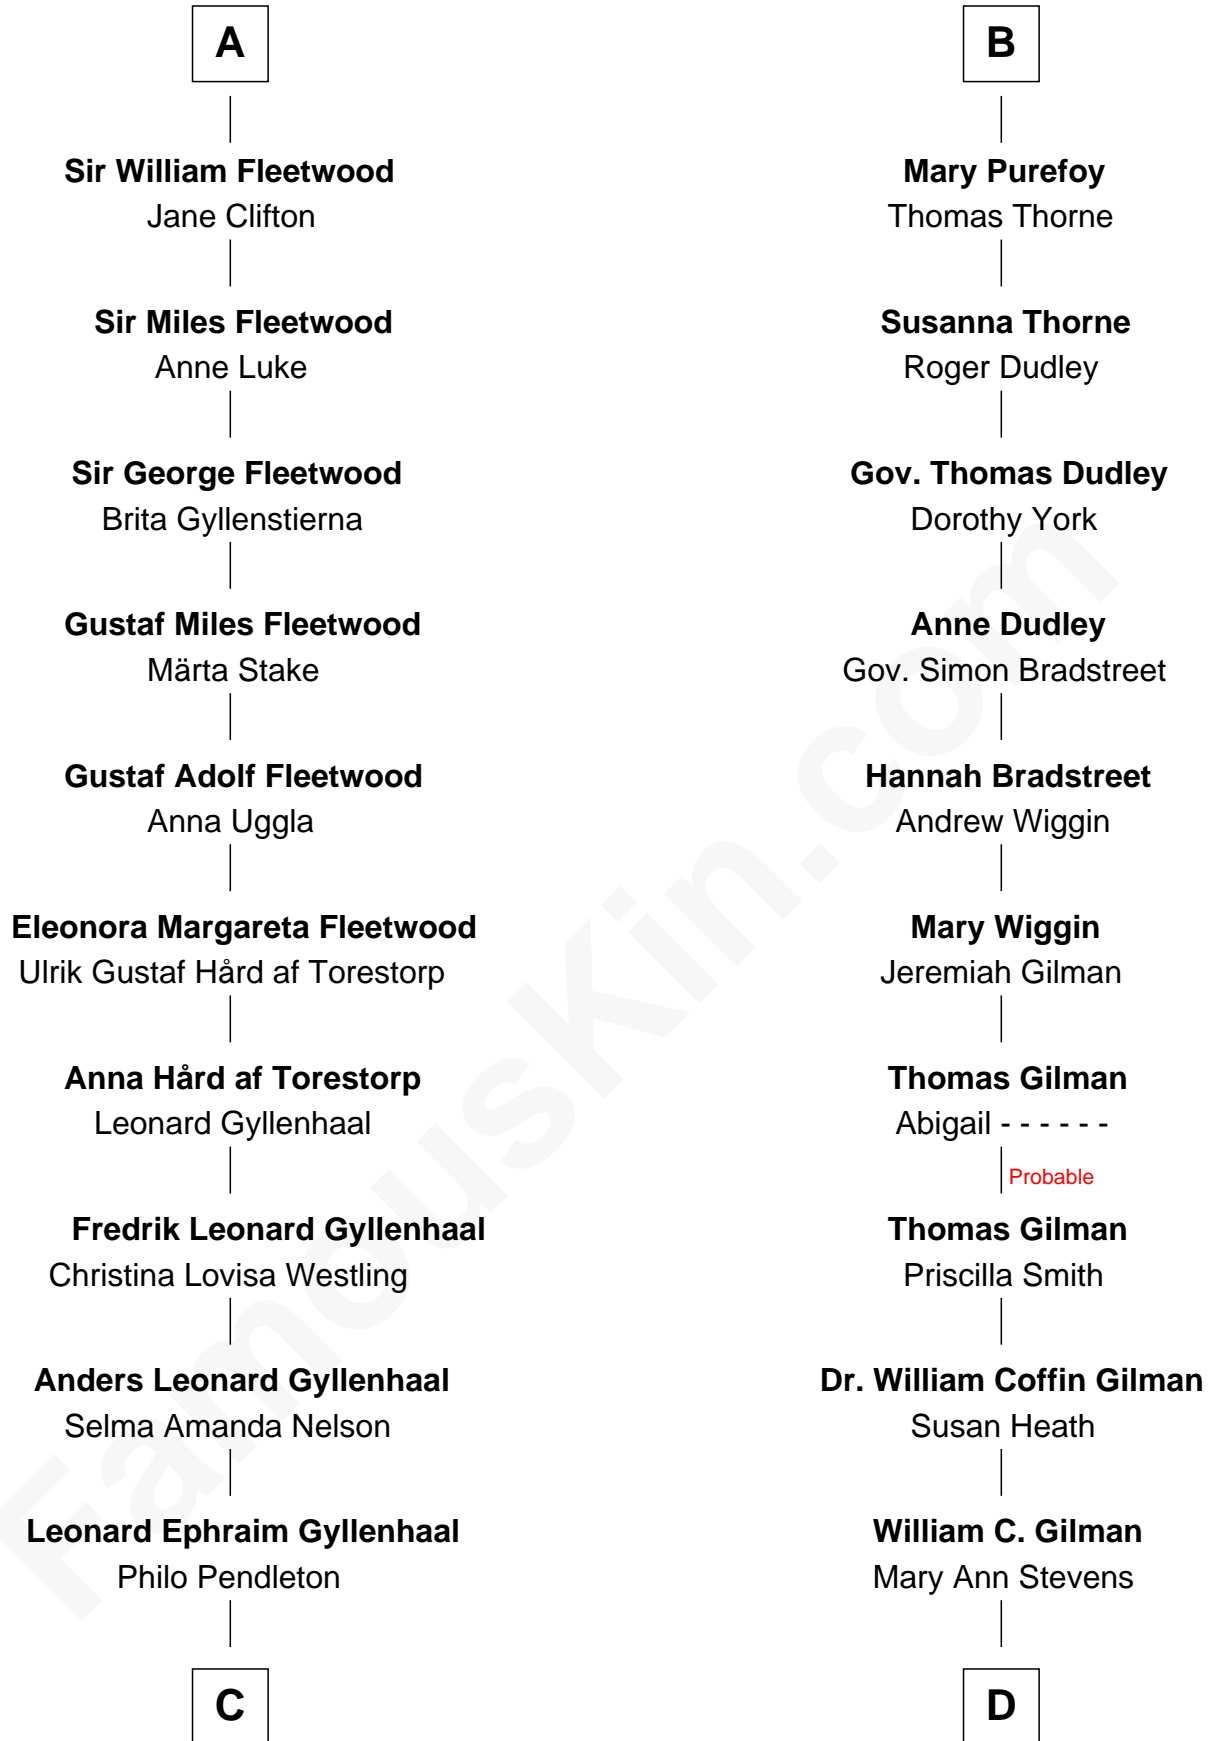 A
Sir William Fleetwood
Jane Clifton
Sir Miles Fleetwood
Anne Luke
Sir George Fleetwood
Brita Gyllenstierna
Gustaf Miles Fleetwood
Märta Stake
Gustaf Adolf Fleetwood
Anna Uggla
Eleonora Margareta Fleetwood
Ulrik Gustaf Hård af Torestorp
Anna Hård af Torestorp
Leonard Gyllenhaal
Fredrik Leonard Gyllenhaal
Christina Lovisa Westling
Anders Leonard Gyllenhaal
Selma Amanda Nelson
Leonard Ephraim Gyllenhaal
Philo Pendleton
C
B
Mary Purefoy
Thomas Thorne
Susanna Thorne
Roger Dudley
Gov. Thomas Dudley
Dorothy York
Anne Dudley
Gov. Simon Bradstreet
Hannah Bradstreet
Andrew Wiggin
Mary Wiggin
Jeremiah Gilman
Thomas Gilman
Abigail - - - - - -
Probable
Thomas Gilman
Priscilla Smith
Dr. William Coffin Gilman
Susan Heath
William C. Gilman
Mary Ann Stevens
D
FamousKin.com